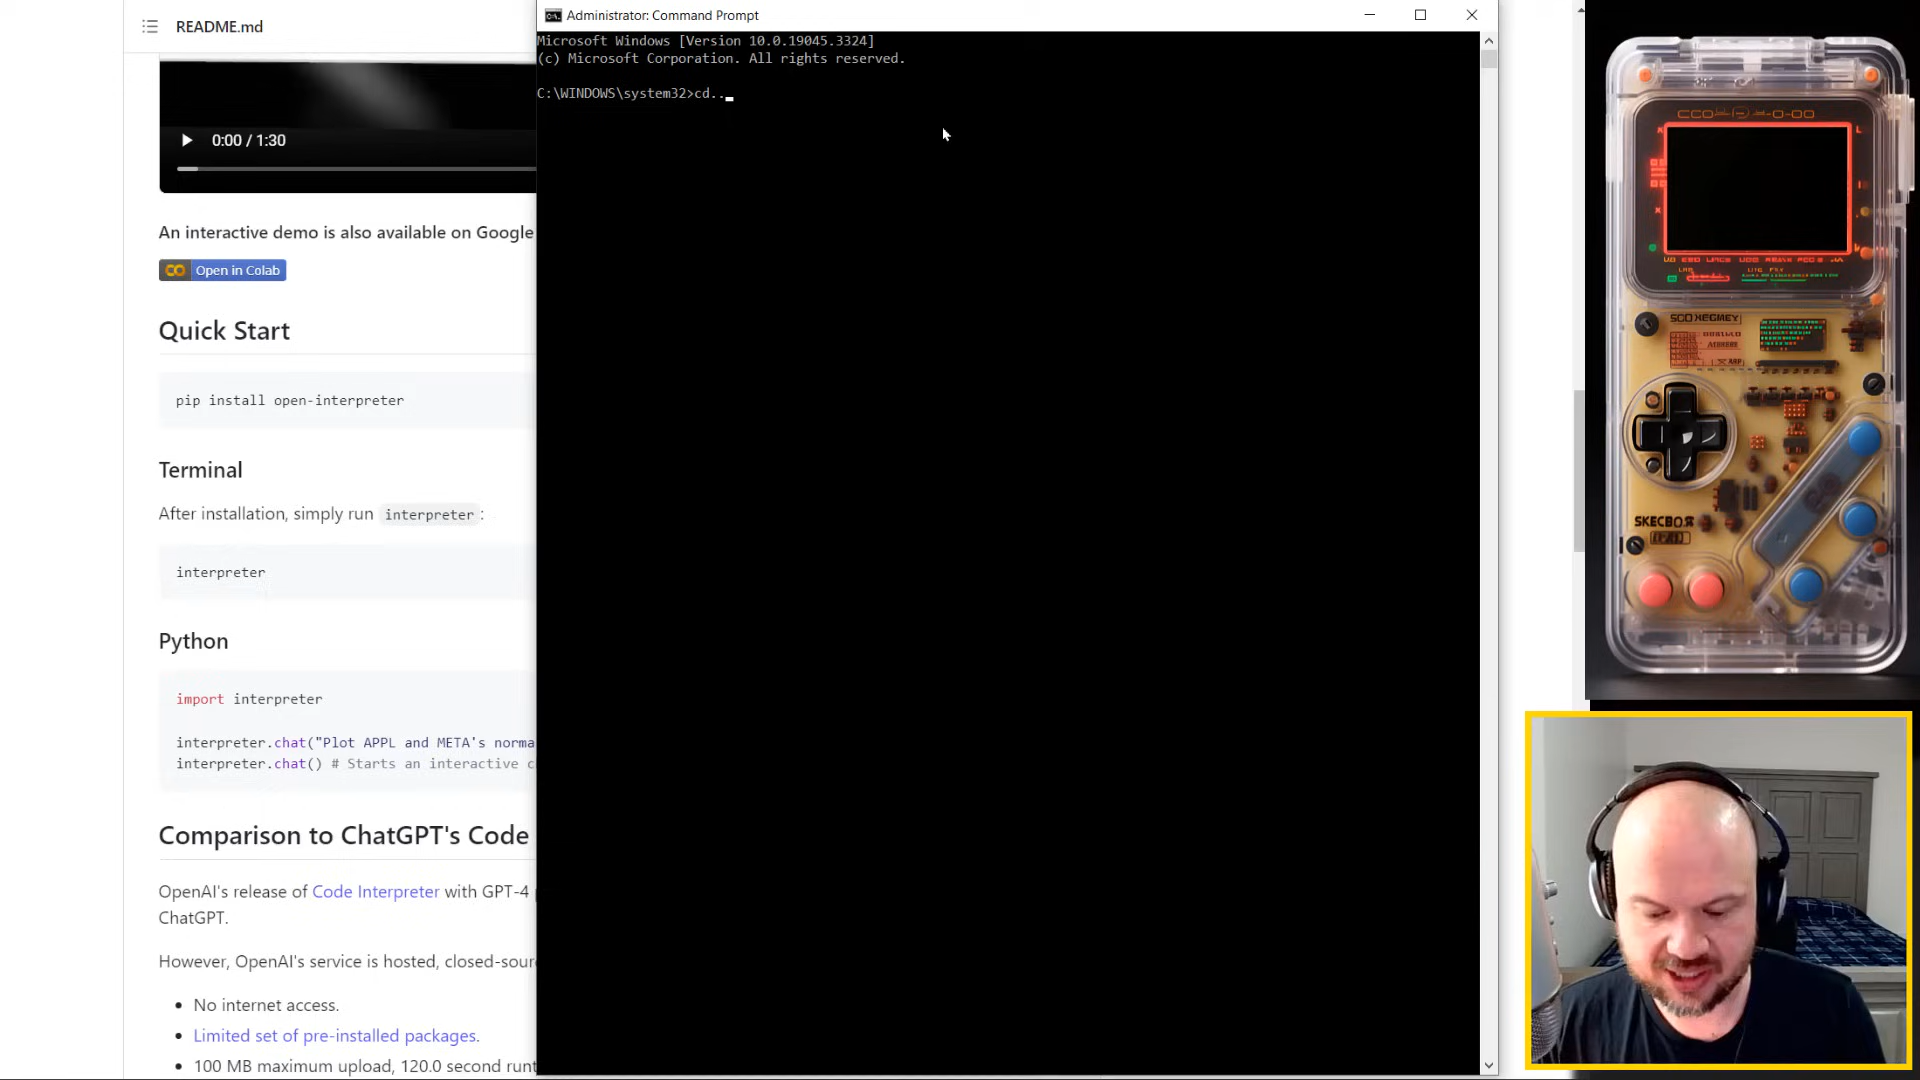 README.md
0:00 / 1:30
An interactive demo is also available on Google
Open in Colab
Quick Start
pip install open-interpreter
Terminal
After installation, simply run interpreter:
interpreter
Python
import interpreter
interpreter.chat("Plot APPL and META's norma
interpreter.chat() # Starts an interactive c
Comparison to ChatGPT's Code
OpenAI's release of Code Interpreter with GPT-4
ChatGPT.
However, OpenAI's service is hosted, closed-sour
• No internet access.
• Limited set of pre-installed packages.
• 100 MB maximum upload, 120.0 second runt
Administrator: Command Prompt
Microsoft Windows [Version 10.0.19045.3324]
(c) Microsoft Corporation. All rights reserved.
C:\WINDOWS\system32>cd..